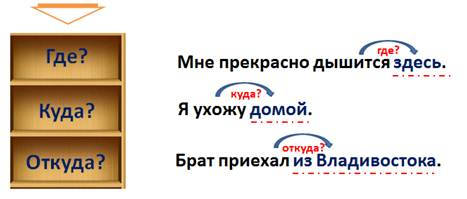 Где?
где?
Мне прекрасно дышится здесь.
Куда?
куда?
Я ухожу домой.
Откуда?
откуда?
Брат приехал из Владивостока.